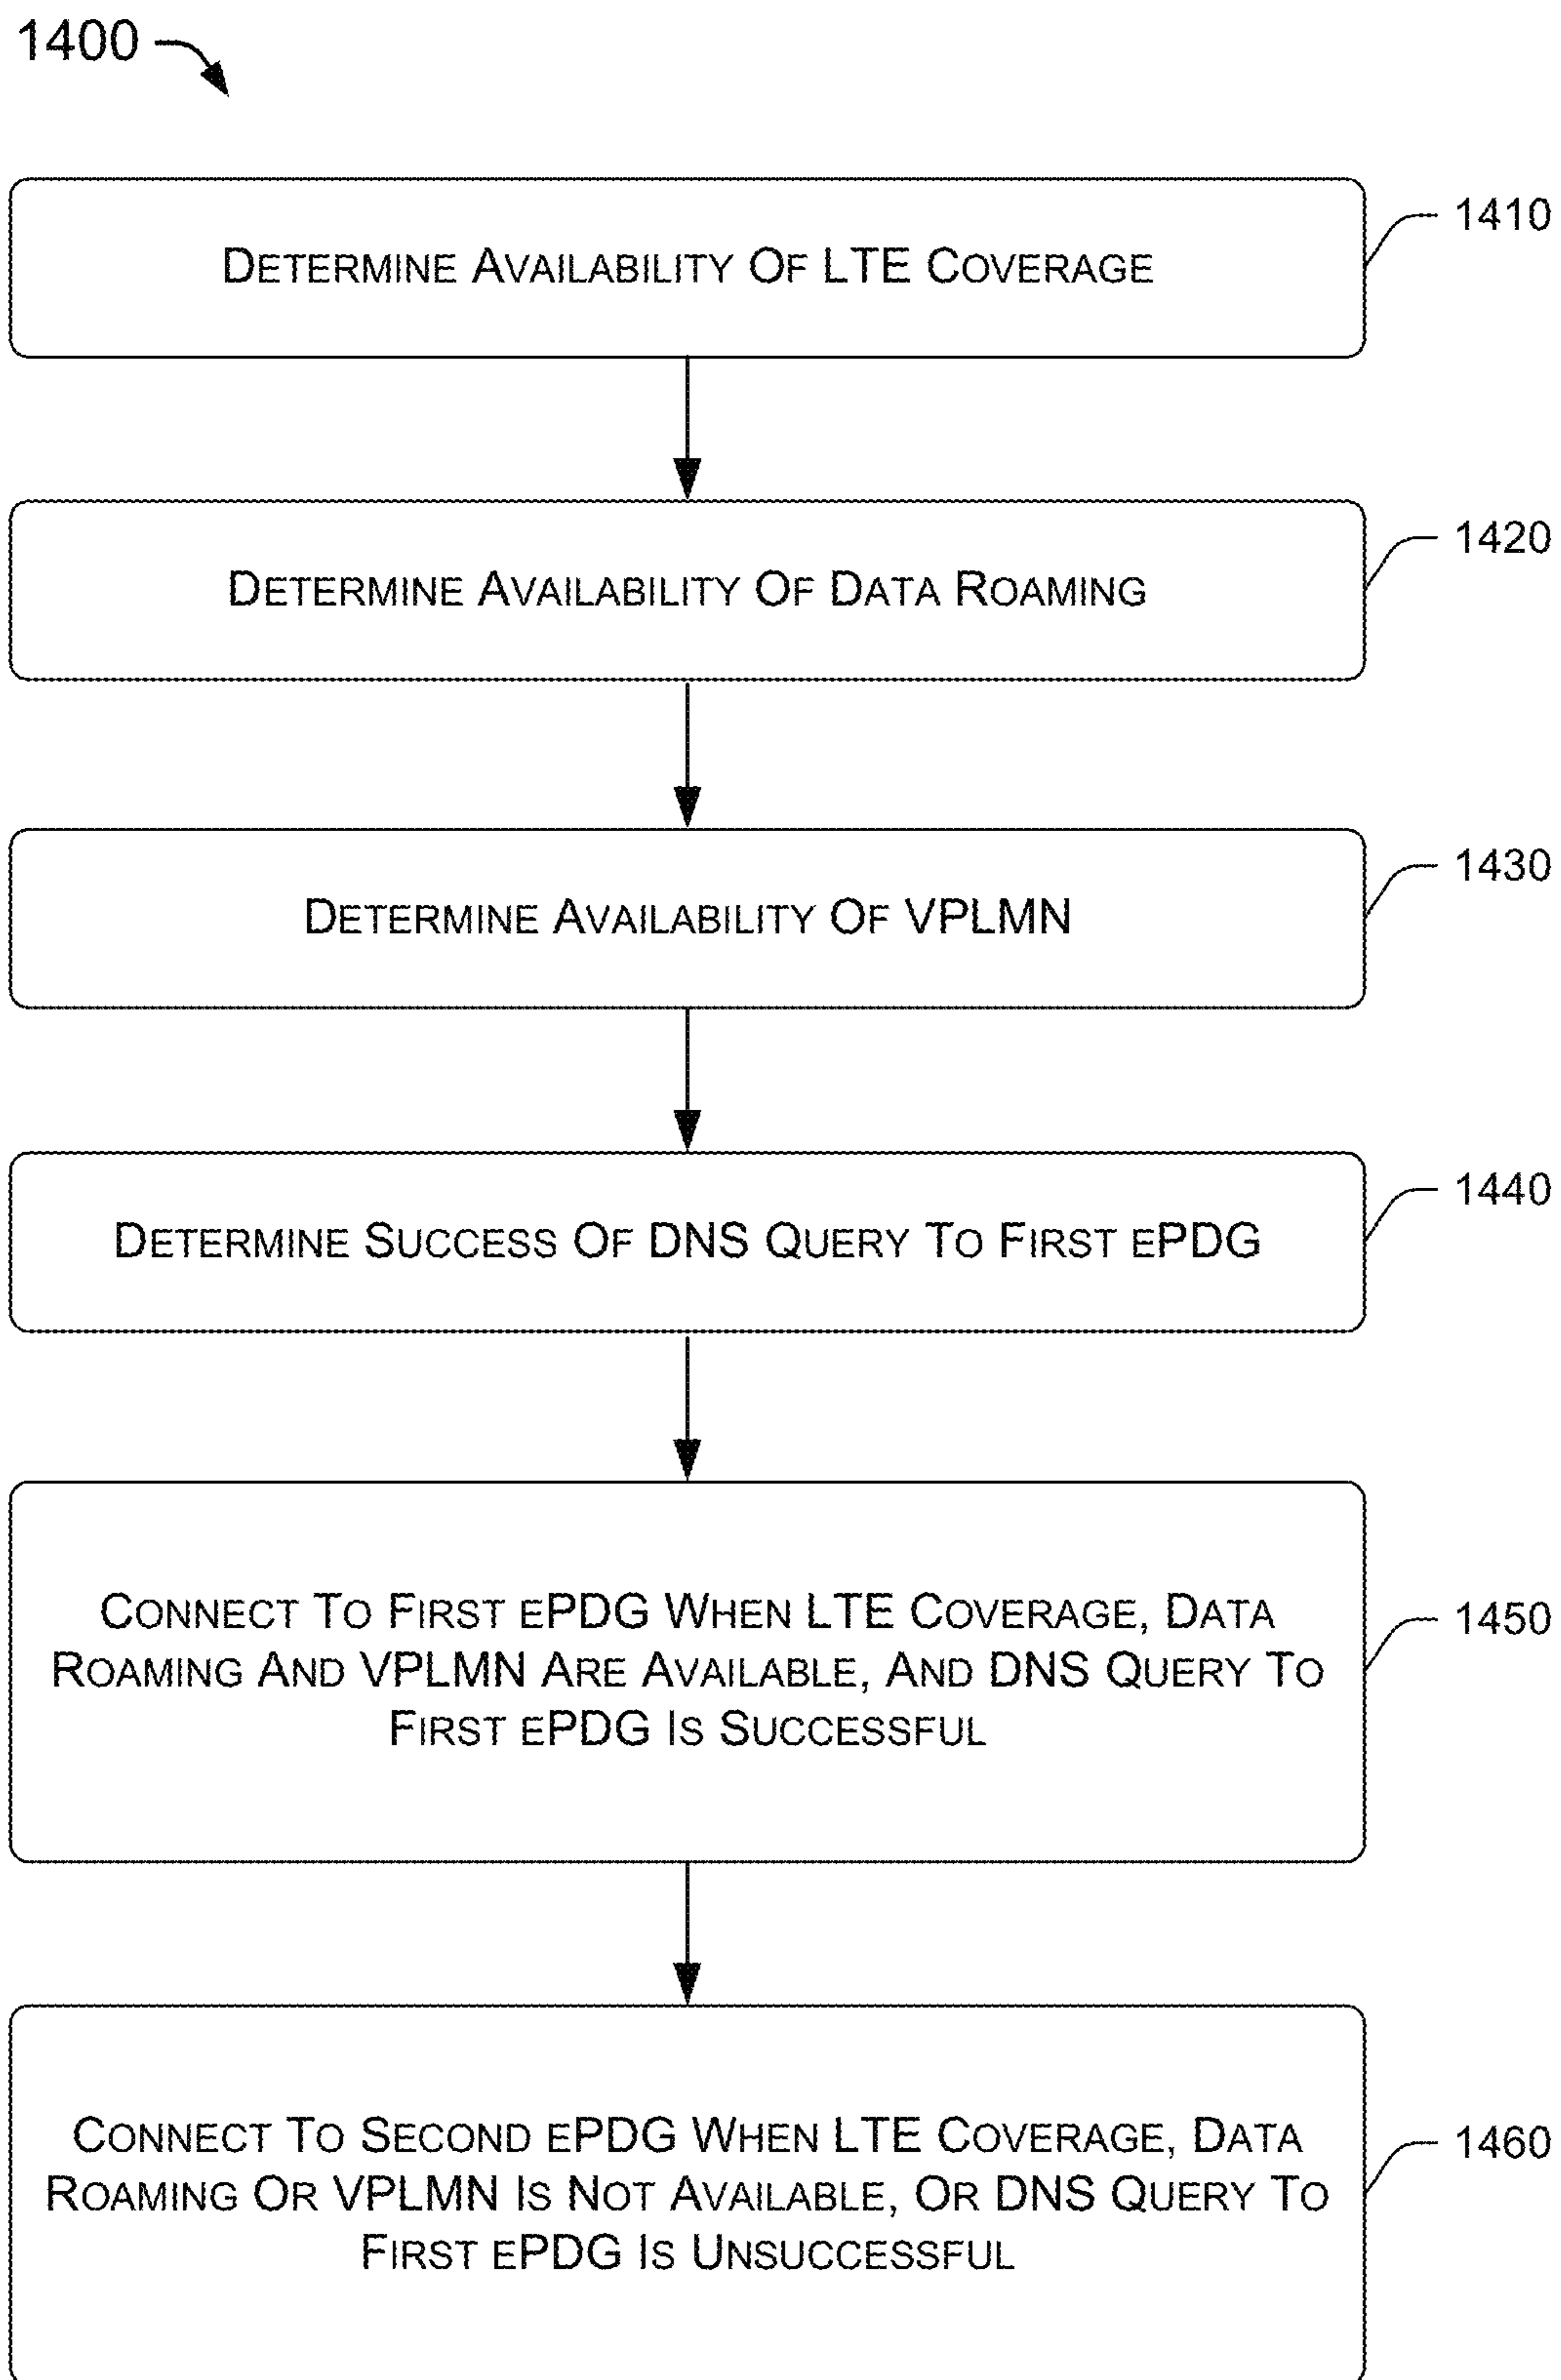 1400
DETERMINE AVAILABILITY OF LTE COVERAGE
1410
DETERMINE AVAILABILITY OF DATA ROAMING
1420
DETERMINE AVAILABILITY OF VPLMN
1430
DETERMINE SUCCESS OF DNS QUERY TO FIRST EPDG
1440
CONNECT TO FIRST EPDG WHEN LTE COVERAGE, DATA
ROAMING AND VPLMN ARE AVAILABLE, AND DNS QUERY TO
FIRST EPDG IS SUCCESSFUL
1450
CONNECT TO SECOND EPDG WHEN LTE COVERAGE, DATA
ROAMING OR VPLMN IS NOT AVAILABLE, OR DNS QUERY TO
FIRST EPDG IS UNSUCCESSFUL
1460